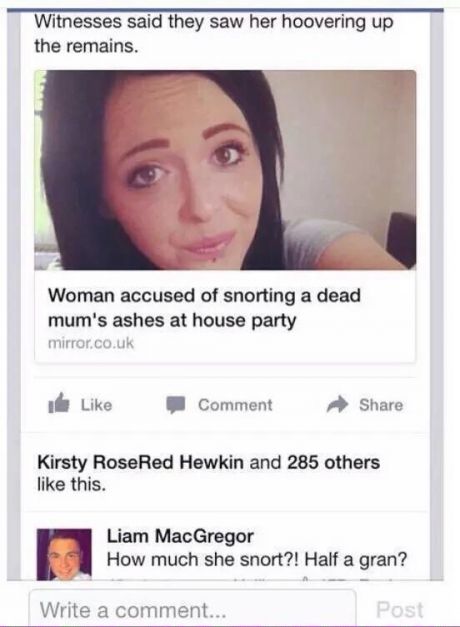 Witnesses said they saw her hoovering up
the remains.
Woman accused of snorting a dead
mum's ashes at house party
mirror.co.uk
Like Comment Share
Kirsty RoseRed Hewkin and 285 others
like this.
Liam MacGregor
How much she snort?! Half a gran?
Write a comment... Post